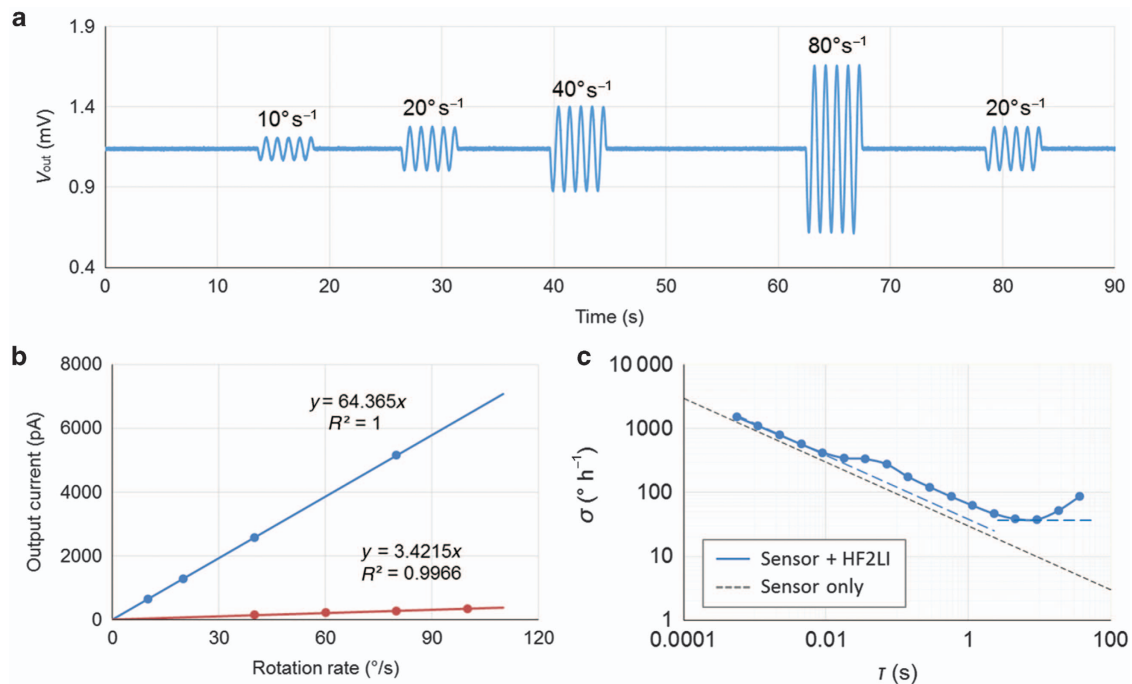 a
1.9
1.4
0.9
0.4
V_out (mV)
10° s⁻¹
20° s⁻¹
40° s⁻¹
80° s⁻¹
20° s⁻¹
0 10 20 30 40 50 60 70 80 90
Time (s)
b
8000
6000
4000
2000
0
Output current (pA)
y = 64.365x
R² = 1
y = 3.4215x
R² = 0.9966
0 30 60 90 120
Rotation rate (°/s)
c
10 000
1000
100
10
1
σ (° h⁻¹)
Sensor + HF2LI
Sensor only
0.0001 0.01 1 100
τ (s)